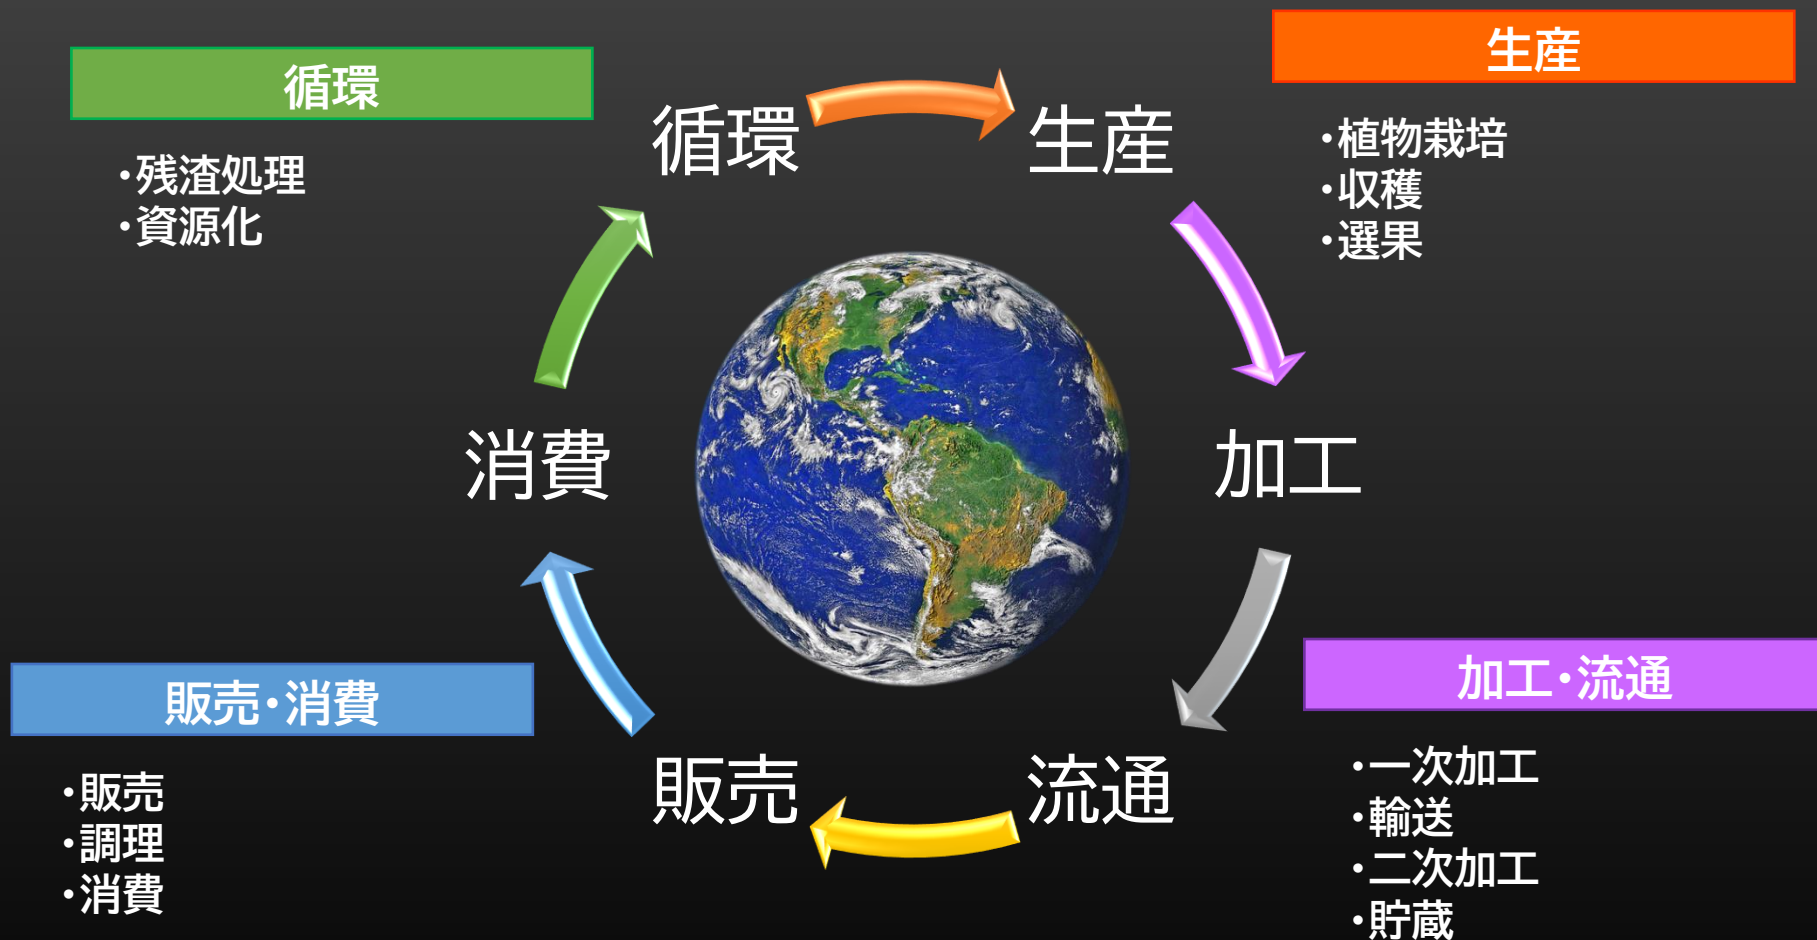 循環
・残渣処理
・資源化
生産
・植物栽培
・収穫
・選果
循環
生産
消費
加工
販売
流通
販売・消費
・販売
・調理
・消費
加工・流通
・一次加工
・輸送
・二次加工
・貯蔵